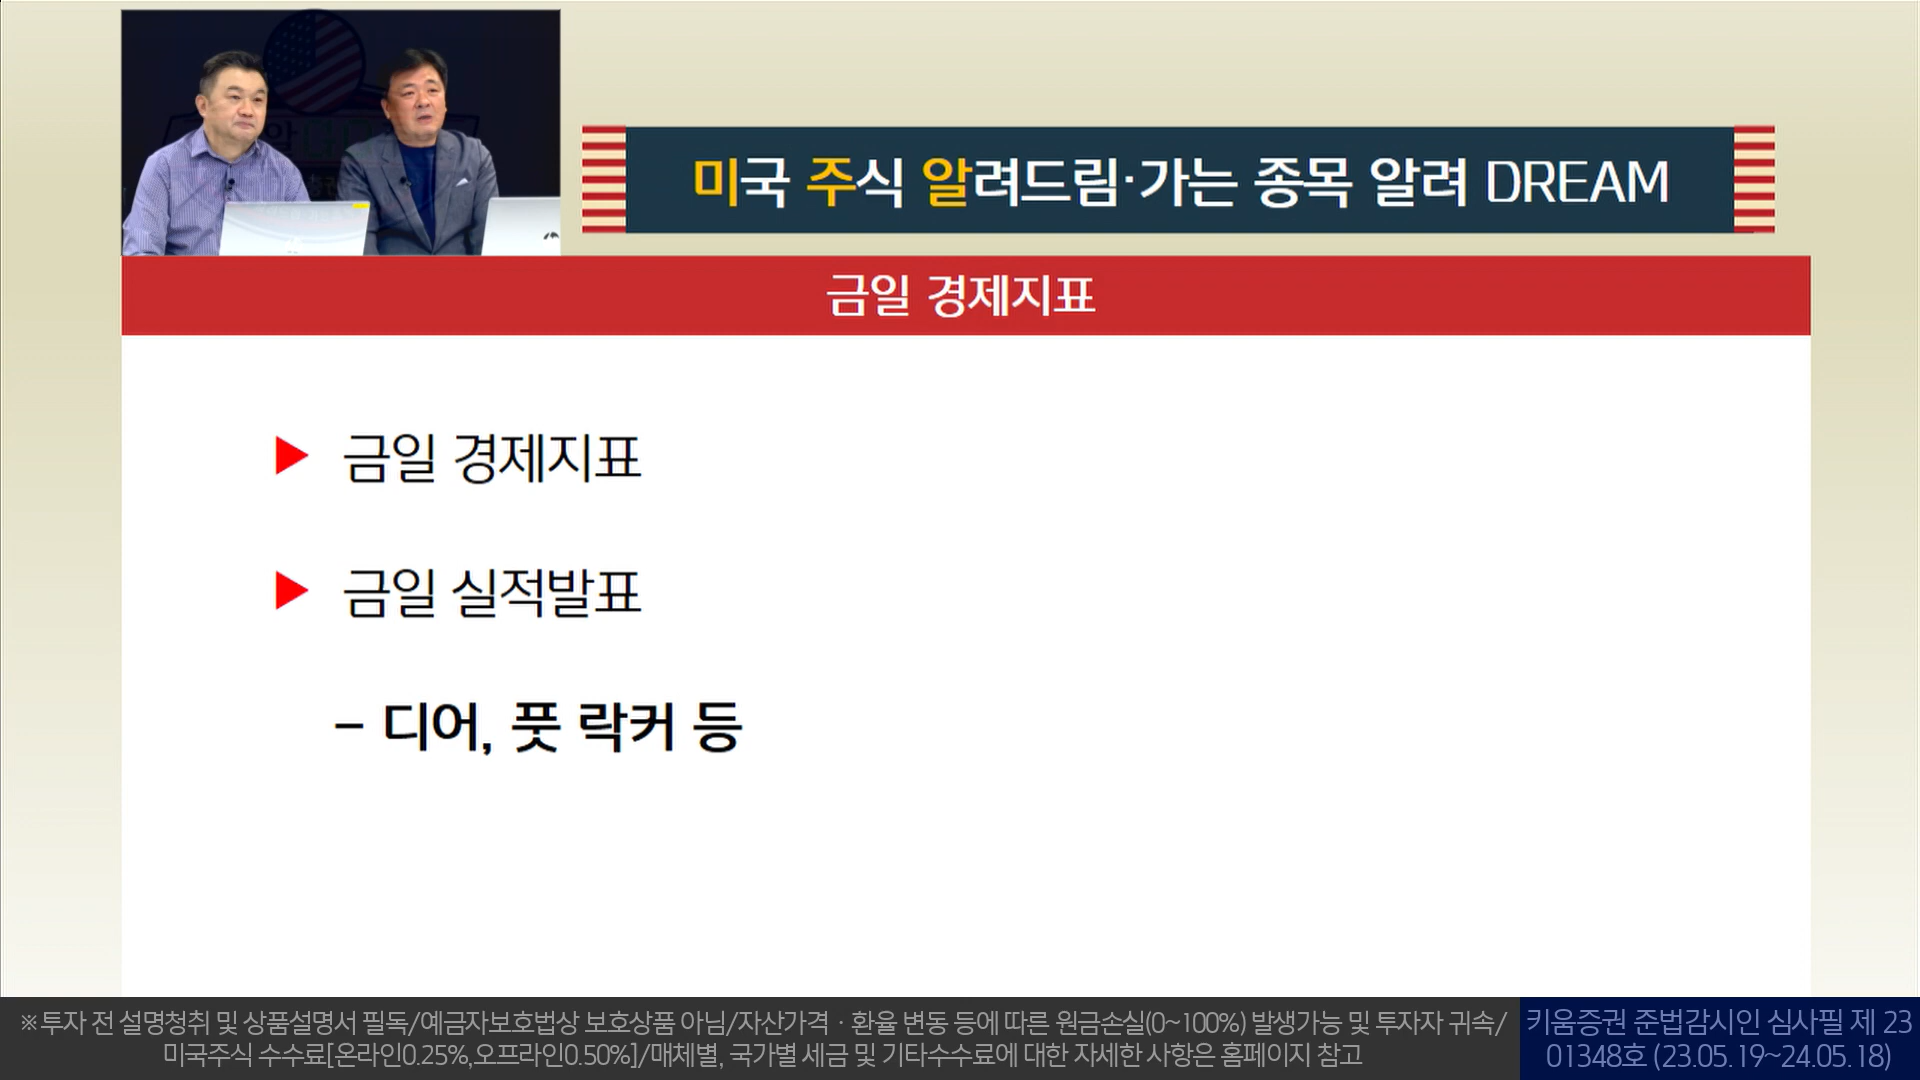 미국 주식 알려드림·가는 종목 알려 DREAM
금일 경제지표
▶ 금일 경제지표
▶ 금일 실적발표
– 디어, 풋 락커 등
※투자 전 설명청취 및 상품설명서 필독/예금자보호법상 보호상품 아님/자산가격 · 환율 변동 등에 따른 원금손실(0~100%) 발생가능 및 투자자 귀속/
미국주식 수수료[온라인0.25%,오프라인0.50%]/매체별, 국가별 세금 및 기타수수료에 대한 자세한 사항은 홈페이지 참고
키움증권 준법감시인 심사필 제 23
01348호 (23.05.19~24.05.18)